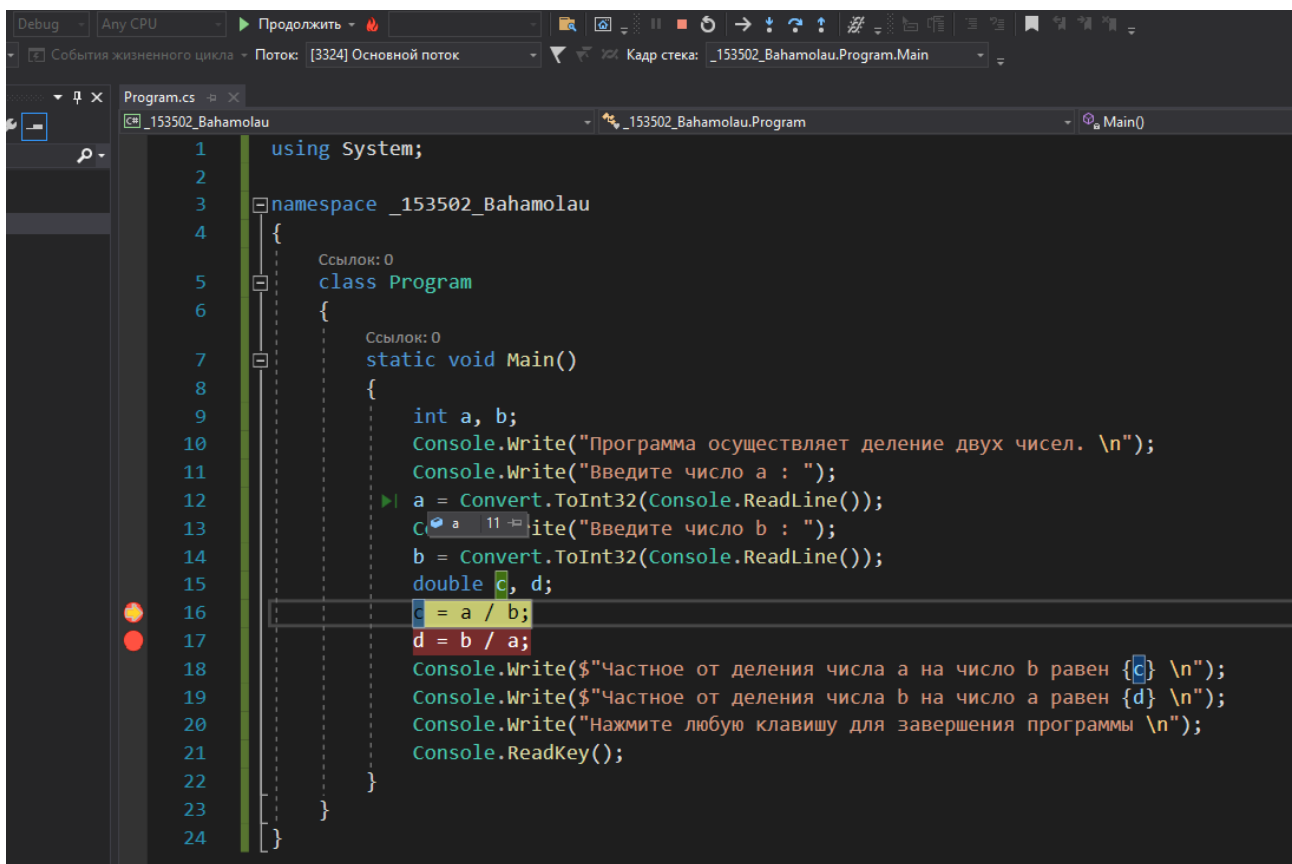 Debug Any CPU Продолжить
События жизненного цикла Поток: [3324] Основной поток Кадр стека: _153502_Bahamolau.Program.Main
Program.cs
C# _153502_Bahamolau _153502_Bahamolau.Program Main()
1 using System;
2
3 namespace _153502_Bahamolau
4 {
Ссылок: 0
5 class Program
6 {
Ссылок: 0
7 static void Main()
8 {
9 int a, b;
10 Console.Write("Программа осуществляет деление двух чисел. \n");
11 Console.Write("Введите число a : ");
12 a = Convert.ToInt32(Console.ReadLine());
13 C a 11 ite("Введите число b : ");
14 b = Convert.ToInt32(Console.ReadLine());
15 double c, d;
16 c = a / b;
17 d = b / a;
18 Console.Write($"Частное от деления числа a на число b равен {c} \n");
19 Console.Write($"Частное от деления числа b на число a равен {d} \n");
20 Console.Write("Нажмите любую клавишу для завершения программы \n");
21 Console.ReadKey();
22 }
23 }
24 }